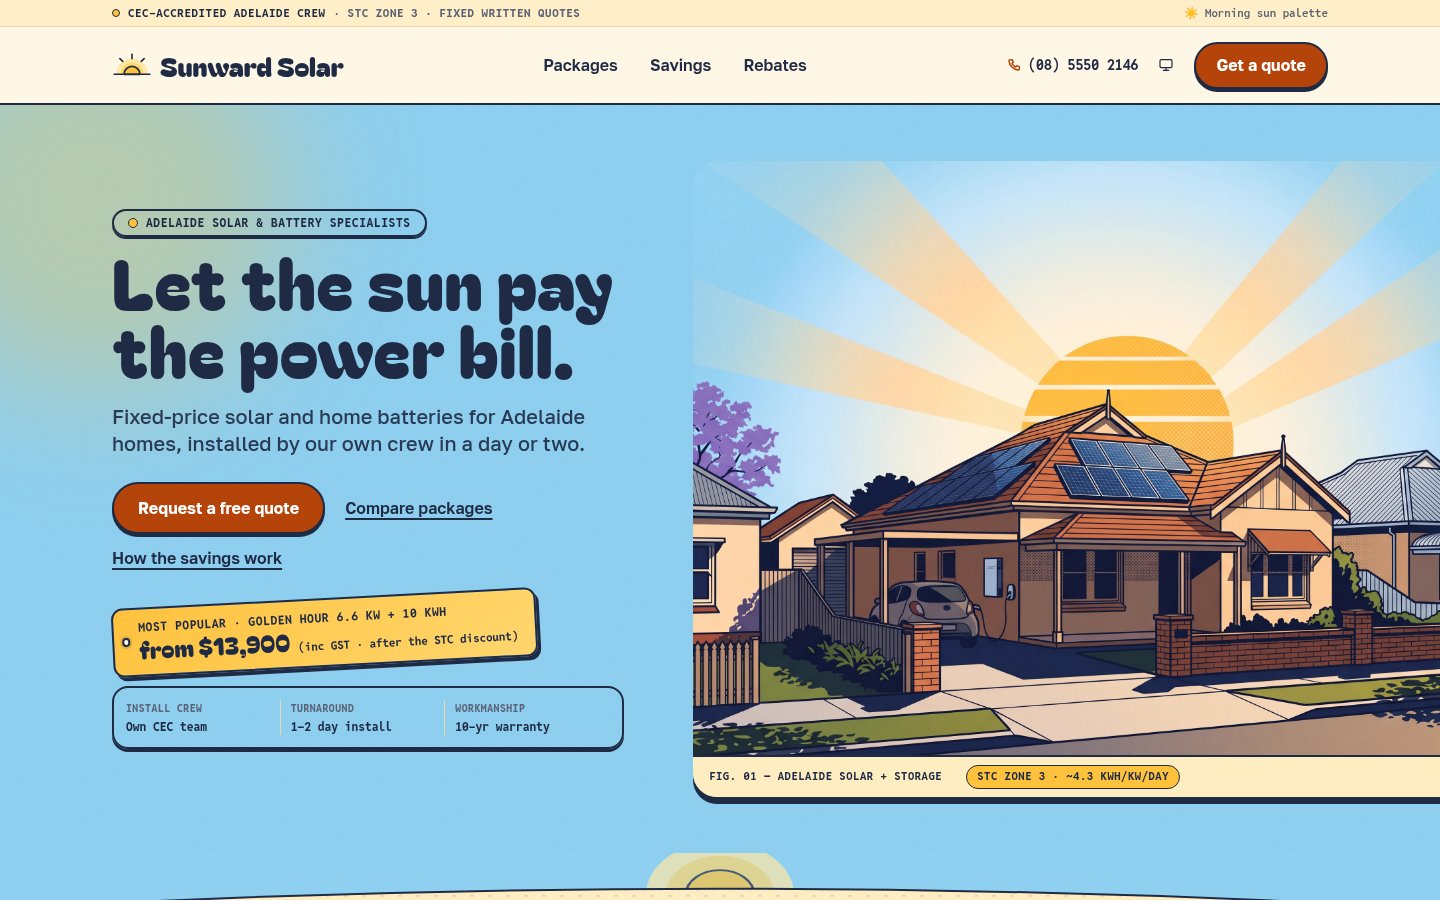 CEC-ACCREDITED ADELAIDE CREW · STC ZONE 3 · FIXED WRITTEN QUOTES
Morning sun palette
Sunward Solar
Packages
Savings
Rebates
(08) 5550 2146
Get a quote
ADELAIDE SOLAR & BATTERY SPECIALISTS
Let the sun pay
the power bill.
Fixed-price solar and home batteries for Adelaide
homes, installed by our own crew in a day or two.
Request a free quote
Compare packages
How the savings work
MOST POPULAR · GOLDEN HOUR 6.6 KW + 10 KWH
from $13,900 (inc GST · after the STC discount)
INSTALL CREW
Own CEC team
TURNAROUND
1–2 day install
WORKMANSHIP
10-yr warranty
FIG. 01 — ADELAIDE SOLAR + STORAGE
STC ZONE 3 · ~4.3 KWH/KW/DAY